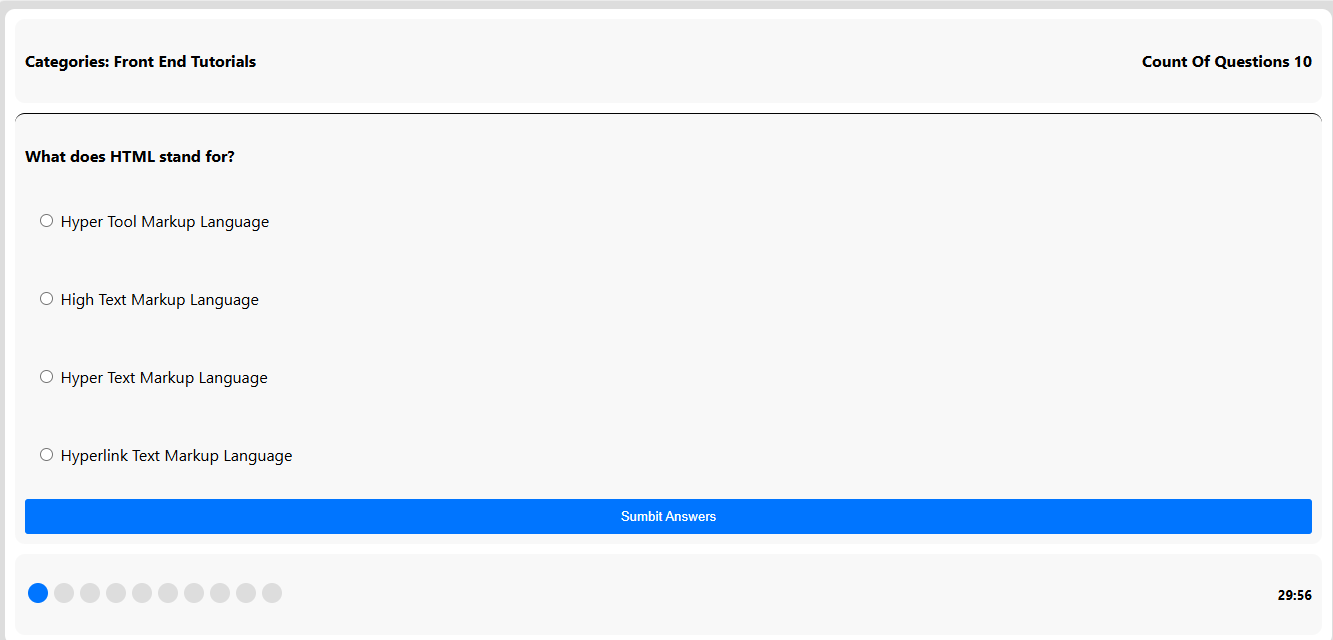 Categories: Front End Tutorials
Count Of Questions 10
What does HTML stand for?
Hyper Tool Markup Language
High Text Markup Language
Hyper Text Markup Language
Hyperlink Text Markup Language
Sumbit Answers
29:56